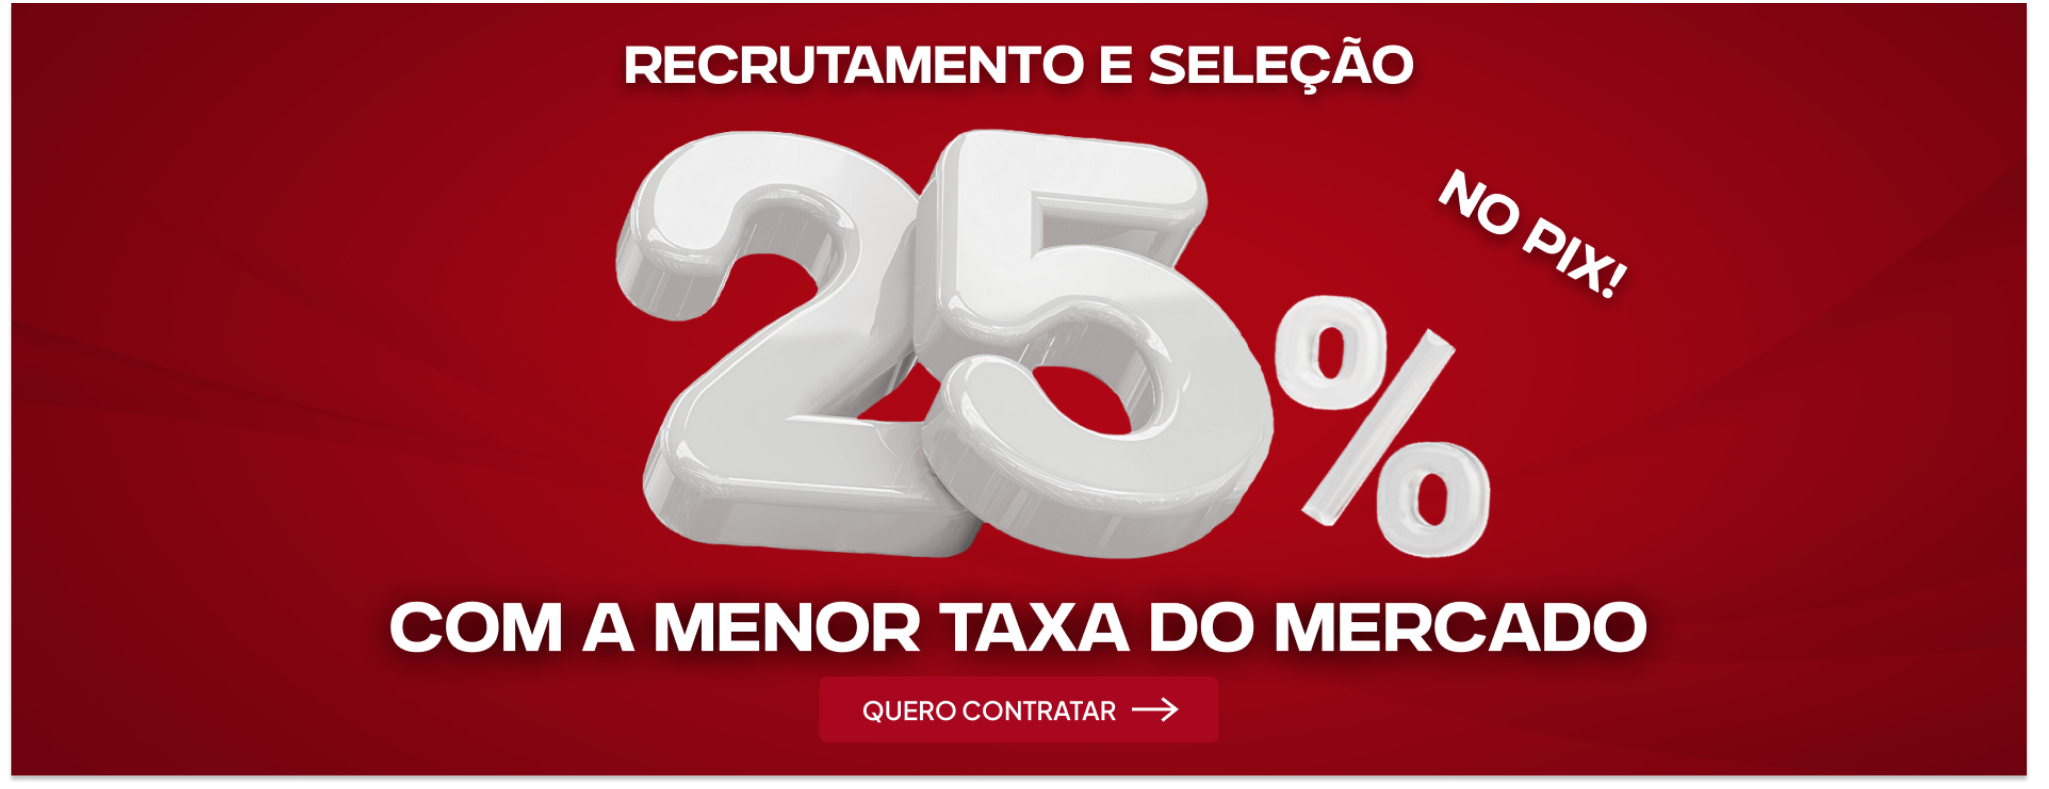 RECRUTAMENTO E SELEÇÃO
25%
NO PIX!
COM A MENOR TAXA DO MERCADO
QUERO CONTRATAR →